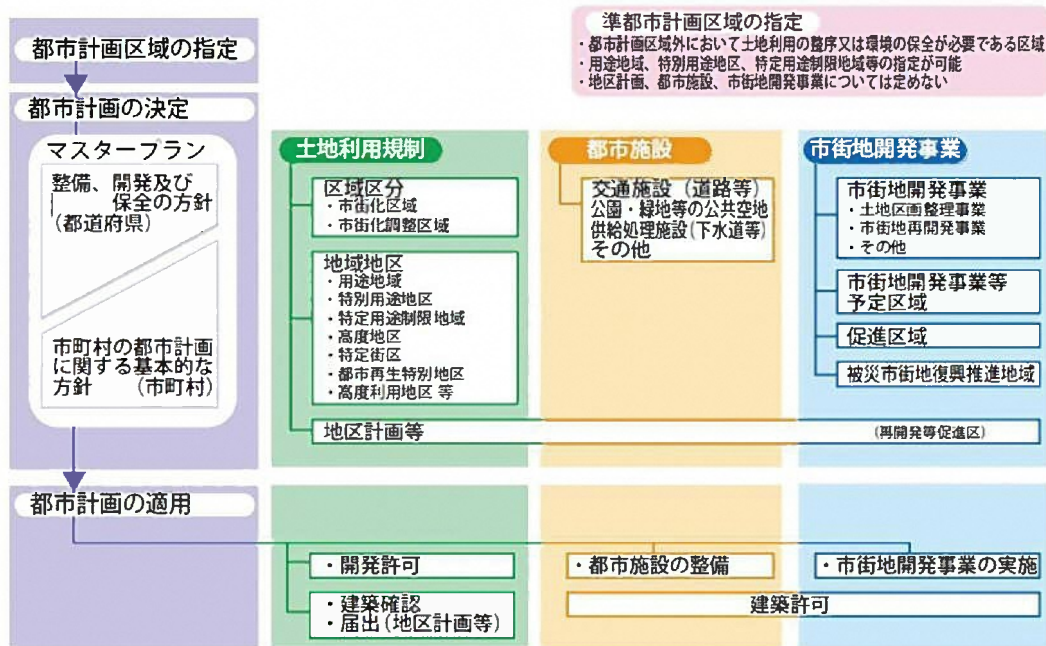 都市計画区域の指定
準都市計画区域の指定
・都市計画区域外において土地利用の整序又は環境の保全が必要である区域
・用途地域、特別用途地区、特定用途制限地域等の指定が可能
・地区計画、都市施設、市街地開発事業については定めない
都市計画の決定
マスタープラン
整備、開発及び
保全の方針
(都道府県)
市町村の都市計画
に関する基本的な
方針 (市町村)
土地利用規制
区域区分
・市街化区域
・市街化調整区域
地域地区
・用途地域
・特別用途地区
・特定用途制限地域
・高度地区
・特定街区
・都市再生特別地区
・高度利用地区 等
地区計画等
(再開発等促進区)
都市施設
交通施設(道路等)
公園・緑地等の公共空地
供給処理施設(下水道等)
その他
市街地開発事業
市街地開発事業
・土地区画整理事業
・市街地再開発事業
・その他
市街地開発事業等
予定区域
促進区域
被災市街地復興推進地域
都市計画の適用
・開発許可
・建築確認
・届出(地区計画等)
・都市施設の整備
・市街地開発事業の実施
建築許可